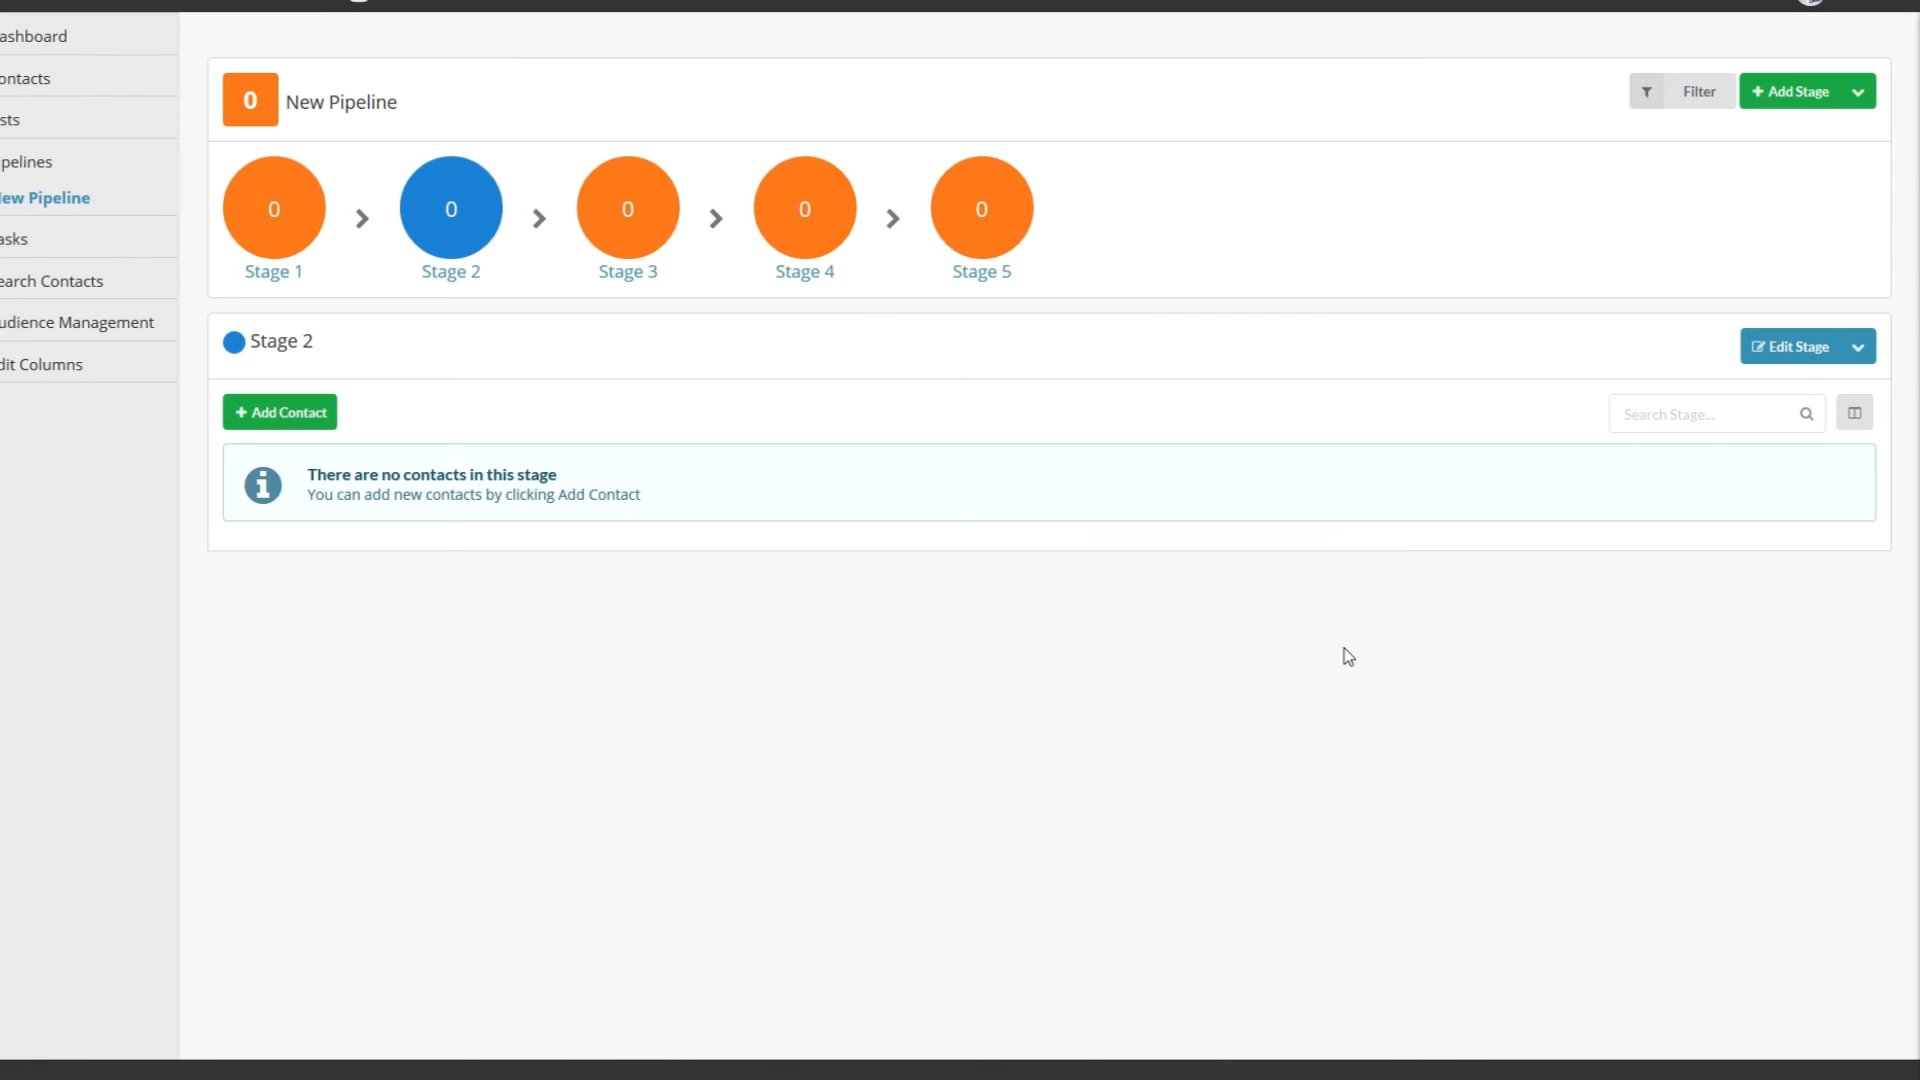 ashboard
ontacts
sts
pelines
ew Pipeline
asks
earch Contacts
udience Management
dit Columns
0 New Pipeline
Filter
Add Stage
0 0 0 0 0
Stage 1 Stage 2 Stage 3 Stage 4 Stage 5
Stage 2
Edit Stage
Add Contact
Search Stage...
There are no contacts in this stage
You can add new contacts by clicking Add Contact